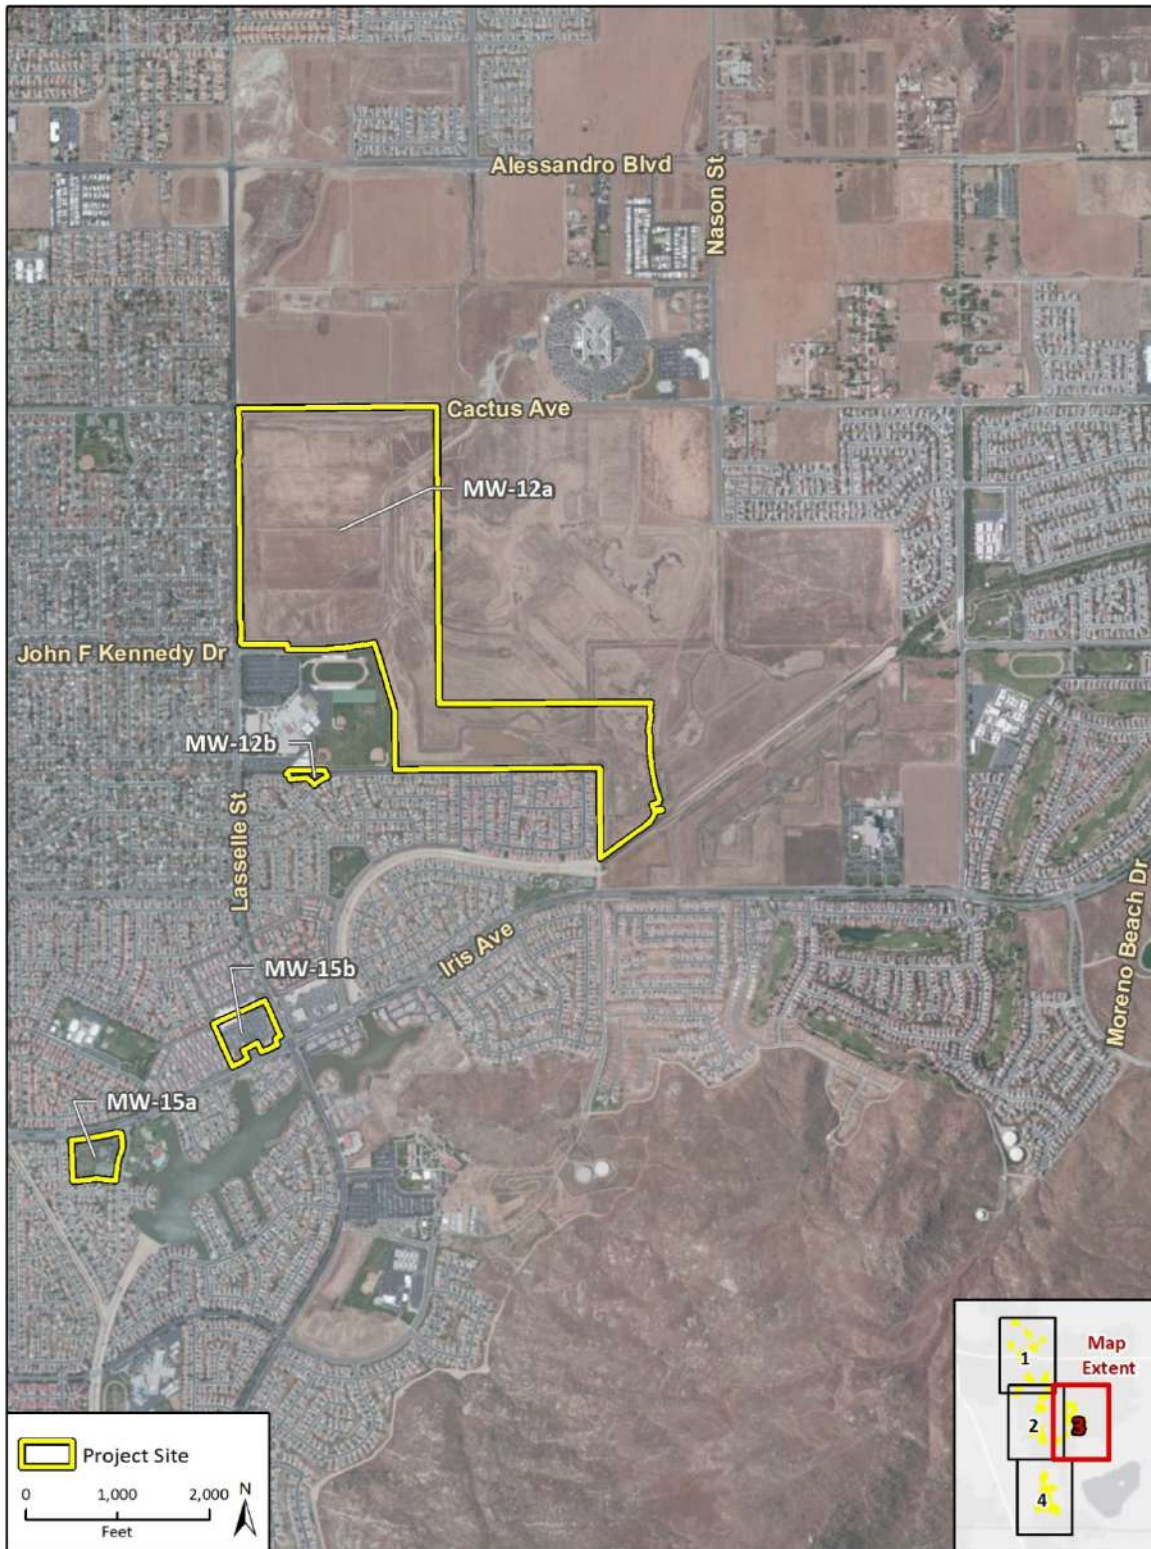 Alessandro Blvd
Nason St
Cactus Ave
MW-12a
John F Kennedy Dr
MW-12b
Lasselle St
Iris Ave
MW-15b
Moreno Beach Dr
MW-15a
Project Site
0 1,000 2,000
Feet
N
Map
Extent
1
2
3
4